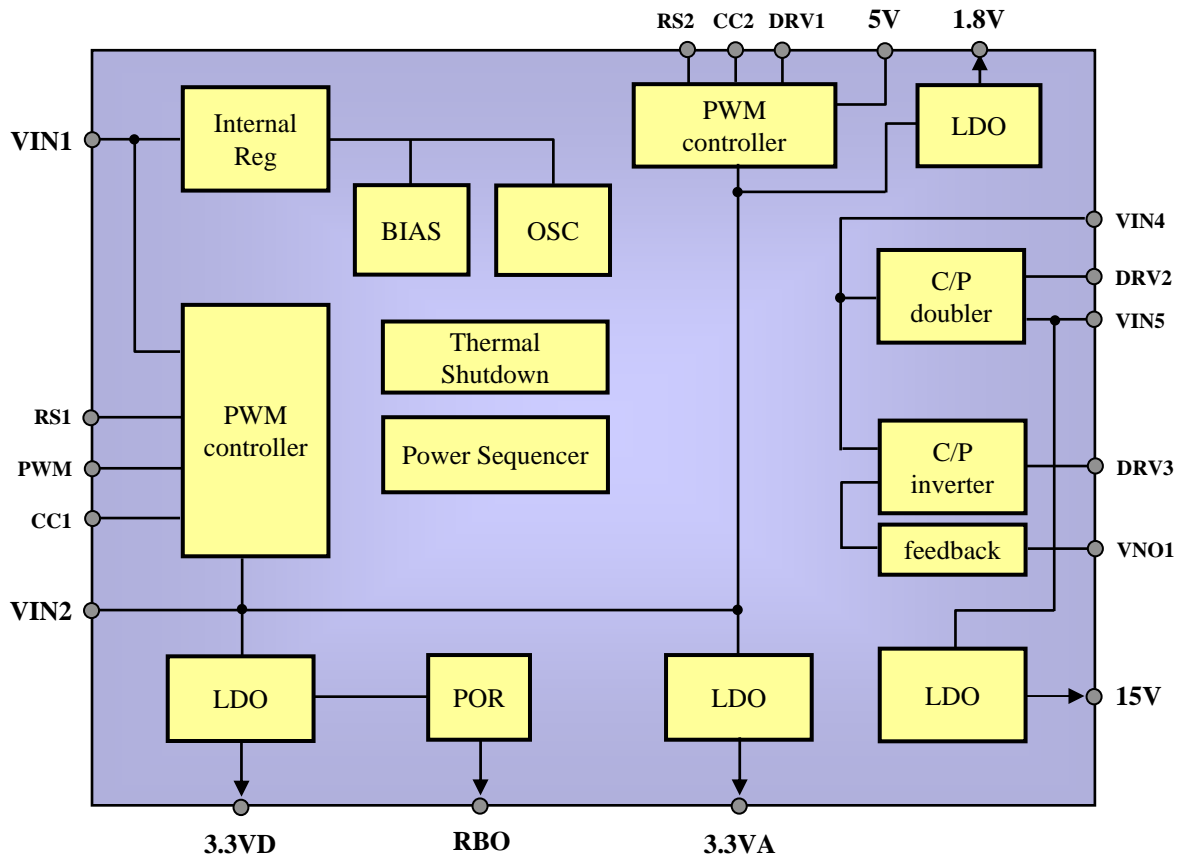 RS2 CC2 DRV1 5V 1.8V
VIN1
Internal
Reg
PWM
controller
LDO
BIAS
OSC
VIN4
C/P
doubler
DRV2
VIN5
Thermal
Shutdown
RS1
PWM
CC1
PWM
controller
Power Sequencer
C/P
inverter
DRV3
feedback
VNO1
VIN2
LDO
POR
LDO
LDO
15V
3.3VD
RBO
3.3VA